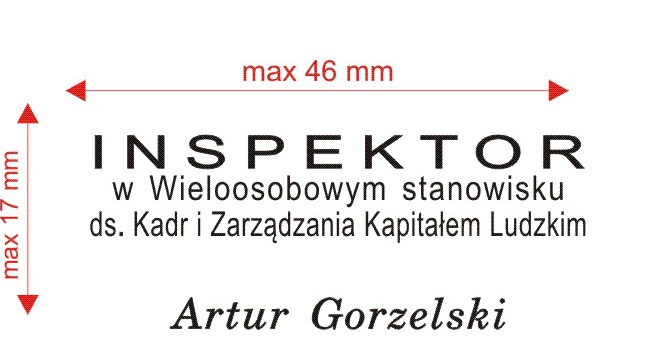 max 46 mm
max 17 mm
INSPEKTOR
w Wieloosobowym stanowisku
ds. Kadr i Zarządzania Kapitałem Ludzkim
Artur Gorzelski